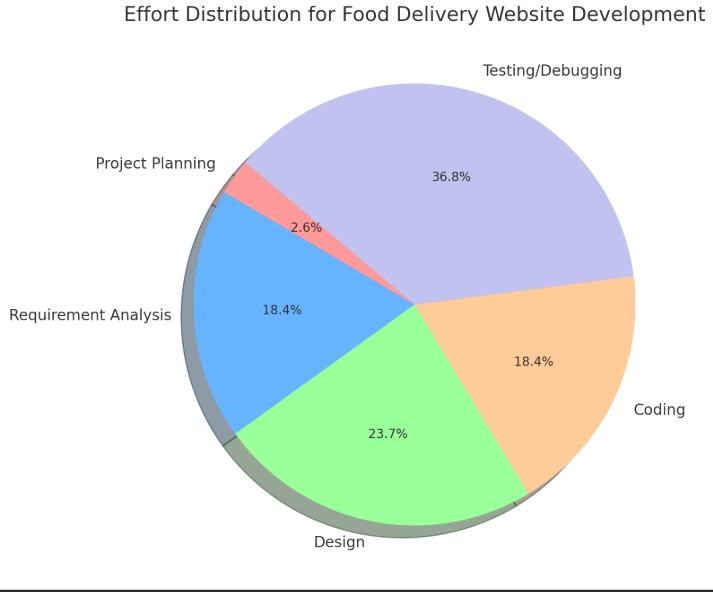 Effort Distribution for Food Delivery Website Development
Testing/Debugging
36.8%
Project Planning
2.6%
Requirement Analysis
18.4%
18.4%
Coding
23.7%
Design